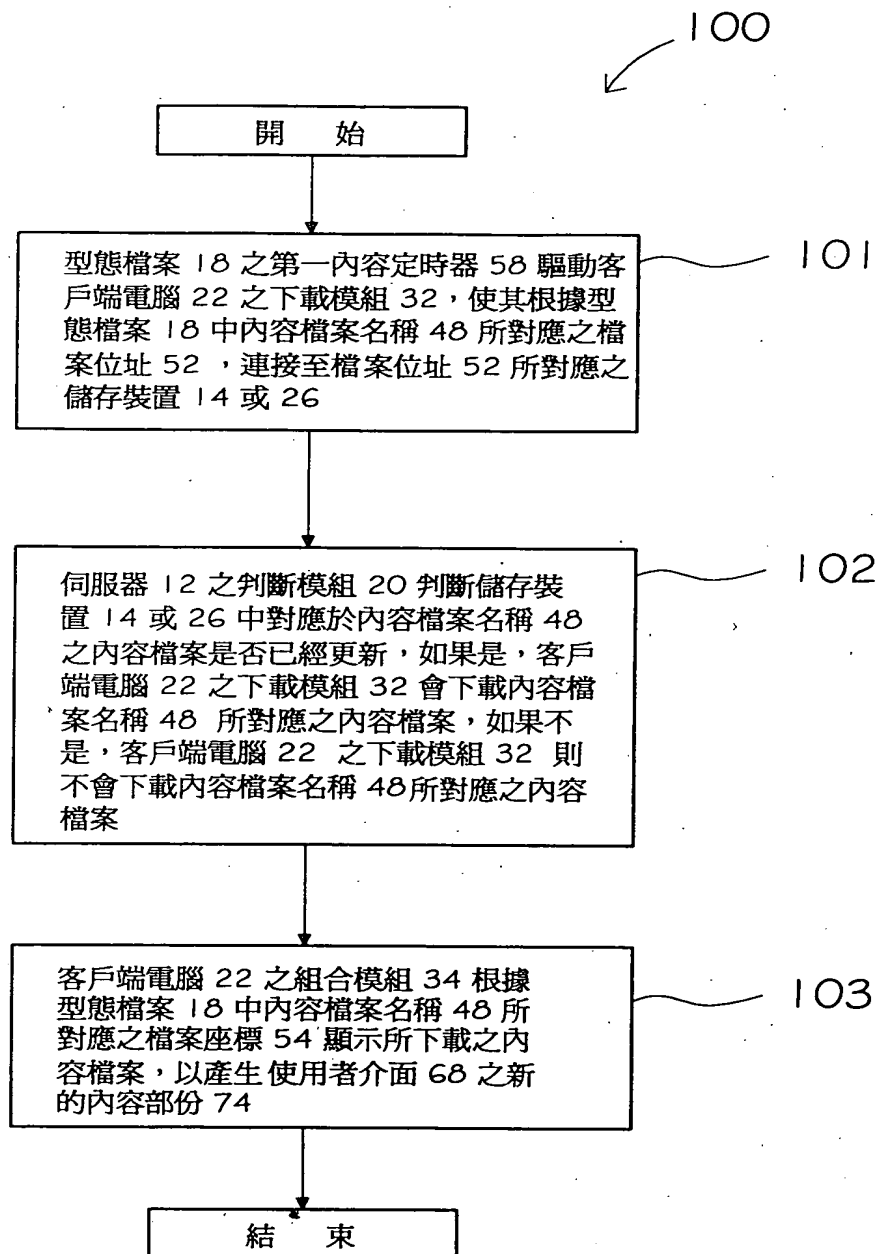 100
開 始
型態檔案 18 之第一內容定時器 58 驅動客
戶端電腦 22 之下載模組 32，使其根據型
態檔案 18 中內容檔案名稱 48 所對應之檔
案位址 52 ，連接至檔案位址 52 所對應之
儲存裝置 14 或 26
101
伺服器 12 之判斷模組 20 判斷儲存裝
置 14 或 26 中對應於內容檔案名稱 48
之內容檔案是否已經更新，如果是，客戶
端電腦 22 之下載模組 32 會下載內容檔
案名稱 48 所對應之內容檔案，如果不
是，客戶端電腦 22 之下載模組 32 則
不會下載內容檔案名稱 48所對應之內容
檔案
102
客戶端電腦 22 之組合模組 34 根據
型態檔案 18 中內容檔案名稱 48 所
對應之檔案座標 54 顯示所下載之內
容檔案，以產生使用者介面 68 之新
的內容部份 74
103
結 束